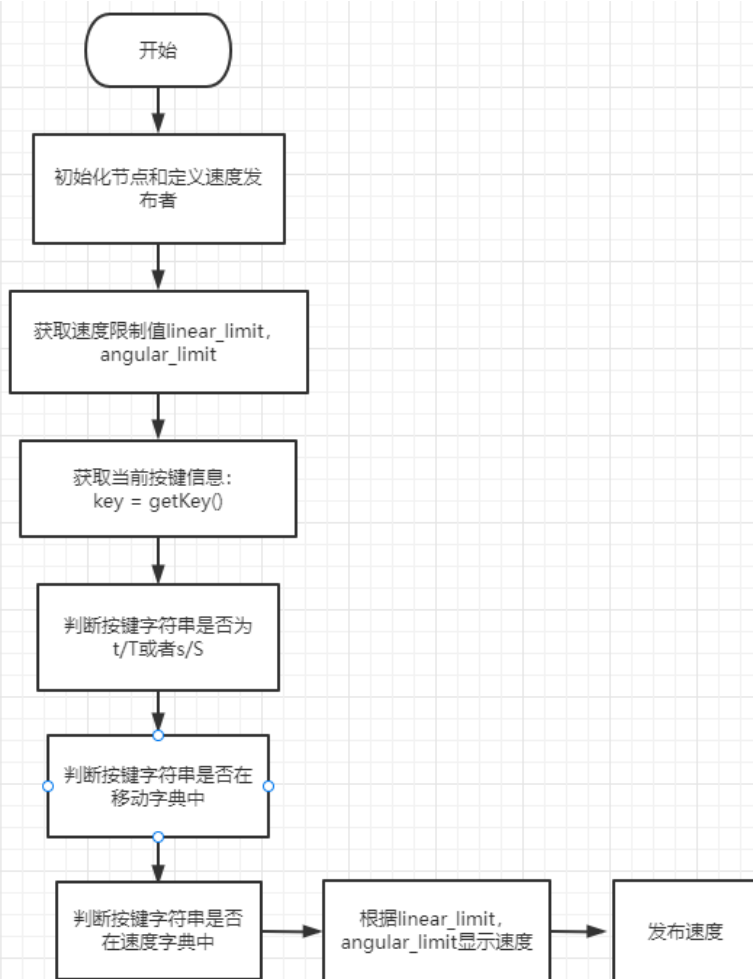 开始
初始化节点和定义速度发
布者
获取速度限制值linear_limit，
angular_limit
获取当前按键信息：
key = getKey()
判断按键字符串是否为
t/T或者s/S
判断按键字符串是否在
移动字典中
判断按键字符串是否
在速度字典中
根据linear_limit，
angular_limit显示速度
发布速度